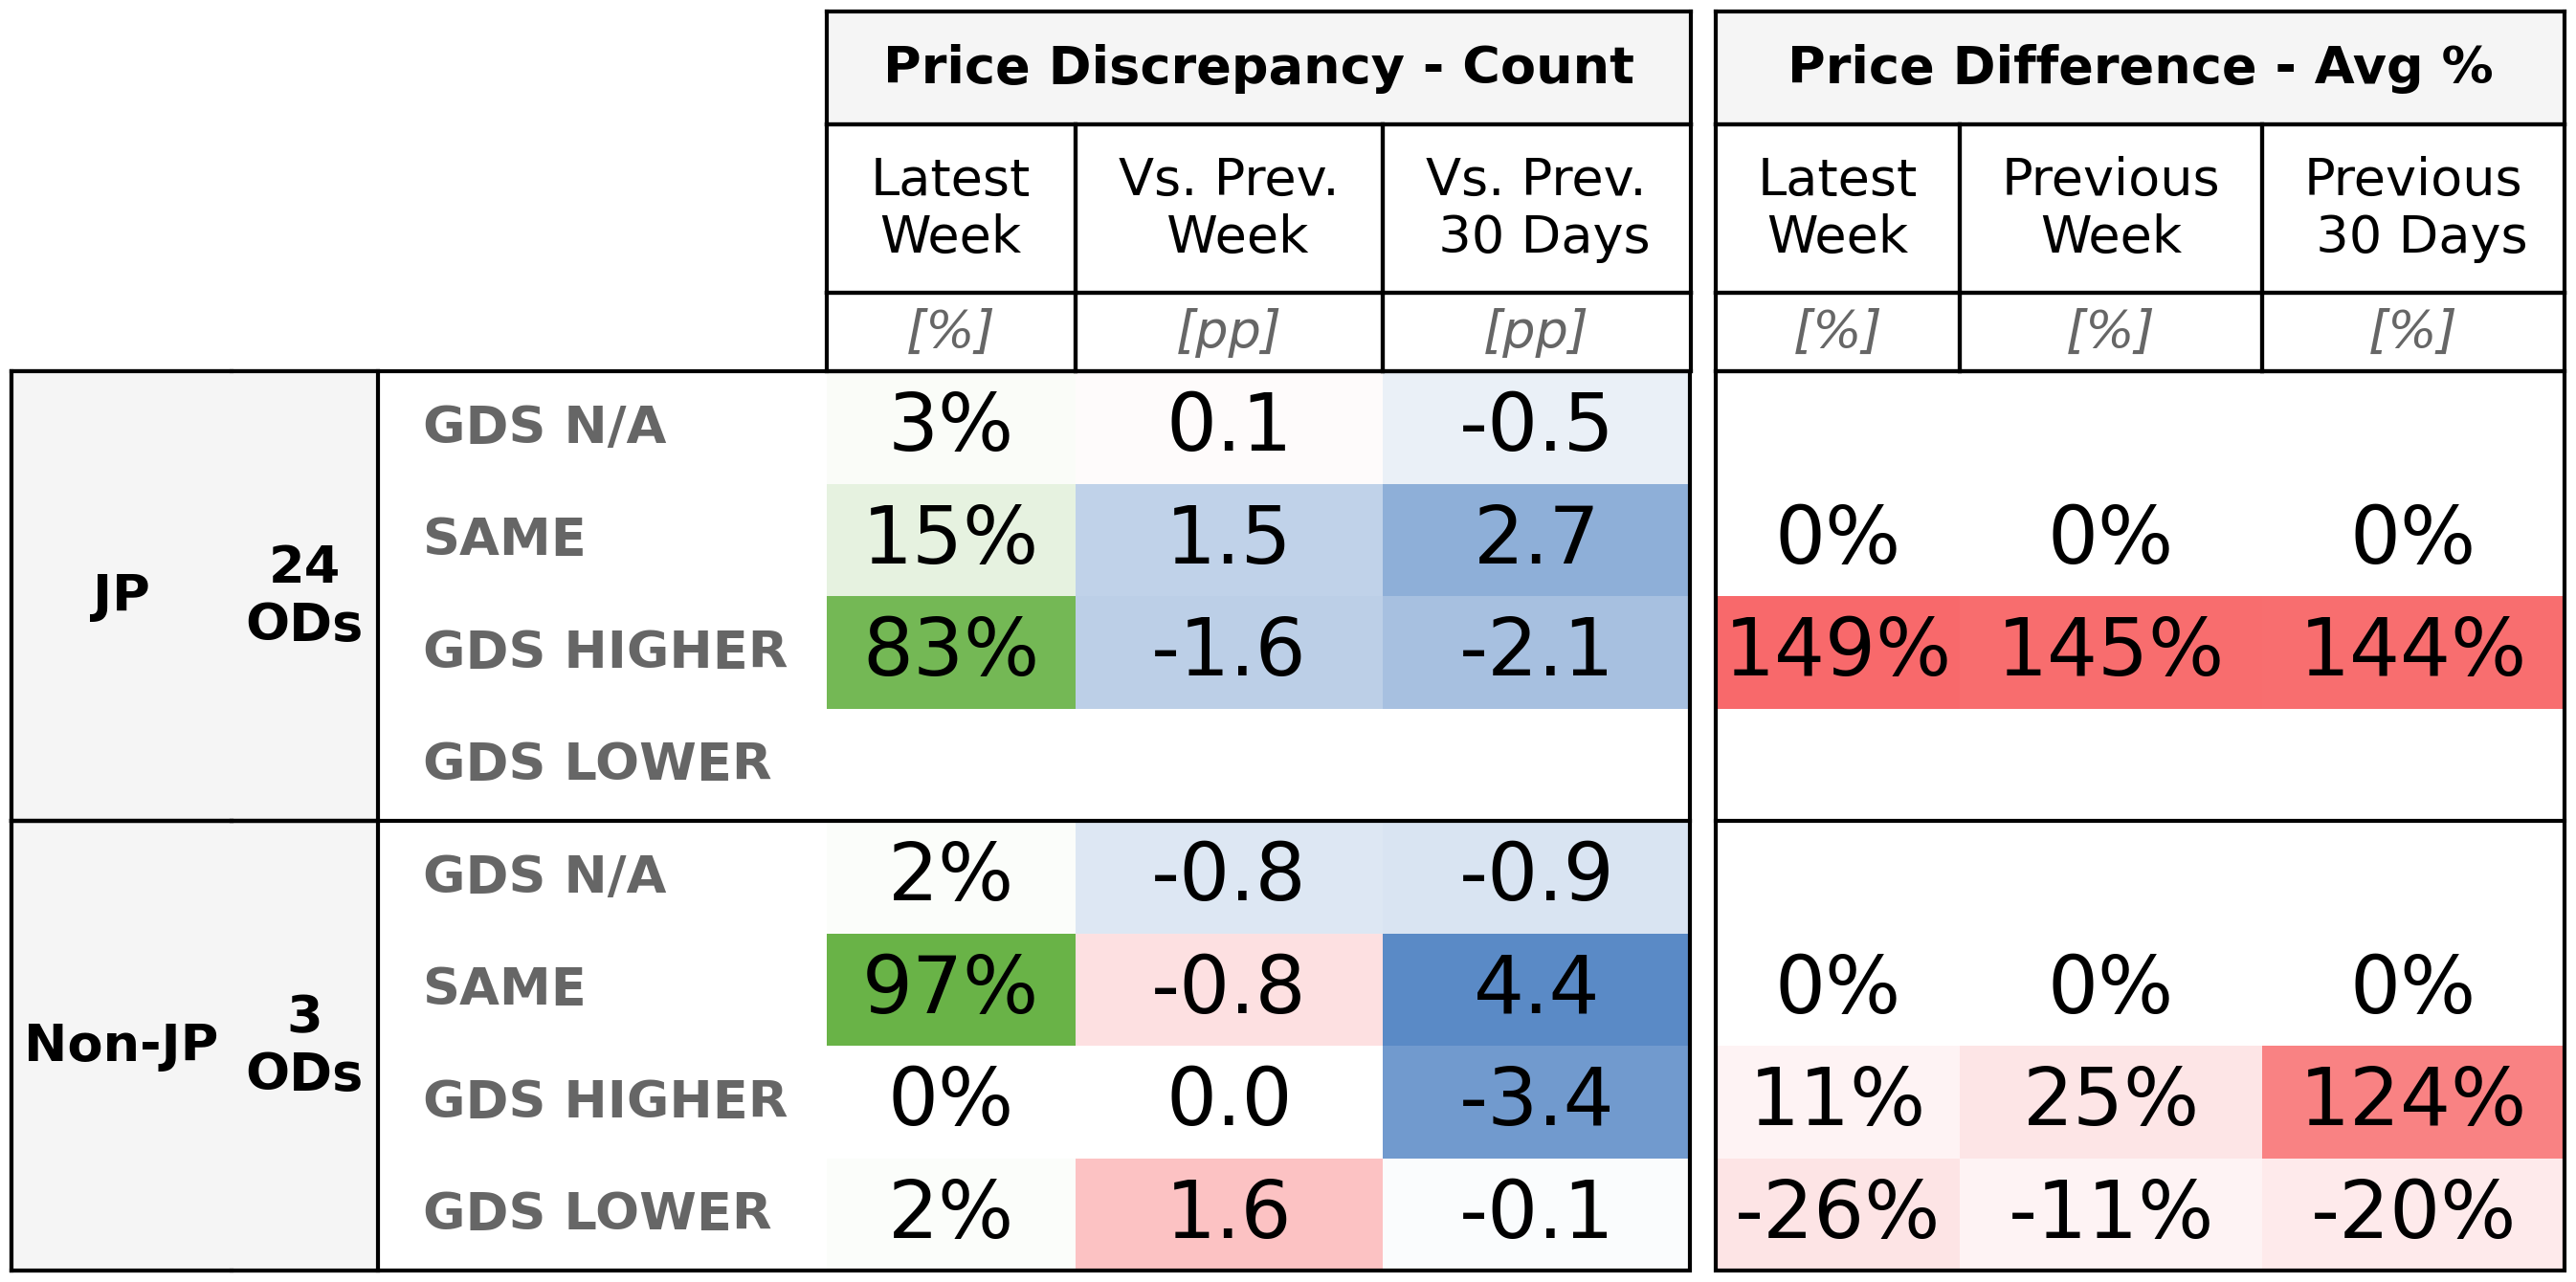 Price Discrepancy - Count Price Difference - Avg %
Latest Week Vs. Prev. Week Vs. Prev. 30 Days Latest Week Previous Week Previous 30 Days
[%] [pp] [pp] [%] [%] [%]
JP 24 ODs
GDS N/A 3% 0.1 -0.5
SAME 15% 1.5 2.7 0% 0% 0%
GDS HIGHER 83% -1.6 -2.1 149% 145% 144%
GDS LOWER
Non-JP 3 ODs
GDS N/A 2% -0.8 -0.9
SAME 97% -0.8 4.4 0% 0% 0%
GDS HIGHER 0% 0.0 -3.4 11% 25% 124%
GDS LOWER 2% 1.6 -0.1 -26% -11% -20%